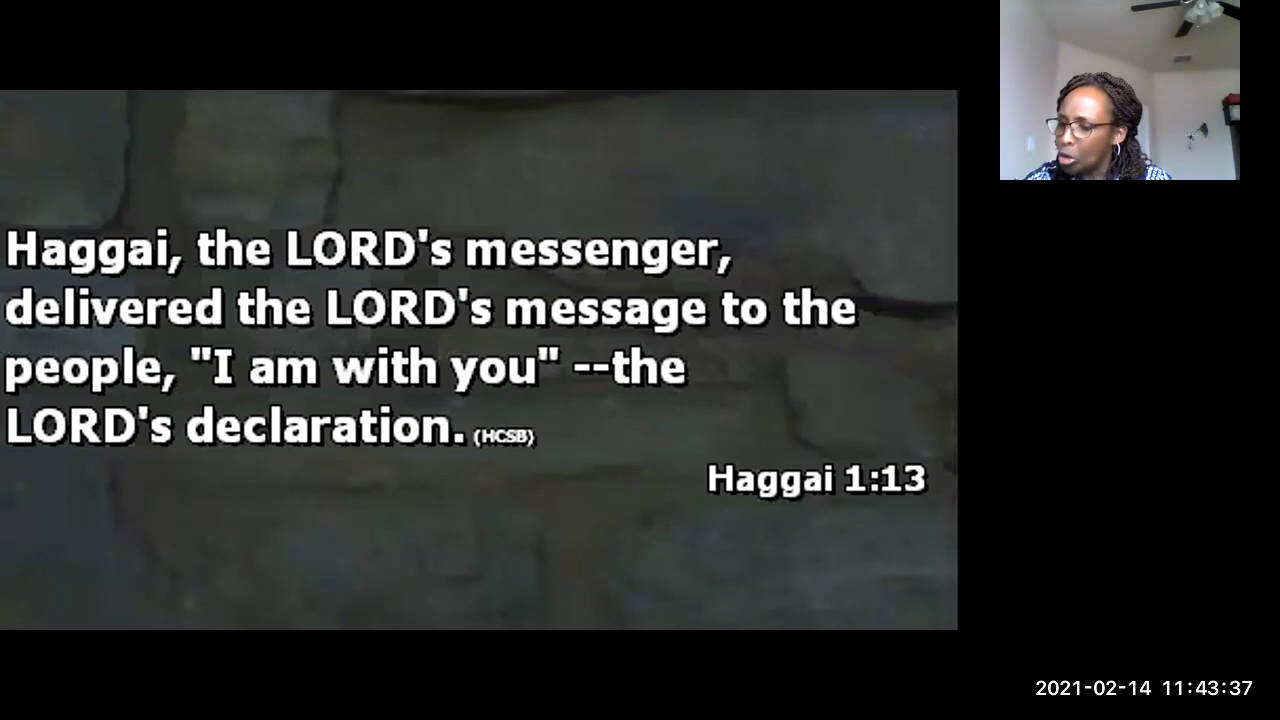 Haggai, the LORD's messenger,
delivered the LORD's message to the
people, "I am with you" --the
LORD's declaration. (HCSB)
Haggai 1:13
2021-02-14 11:43:37